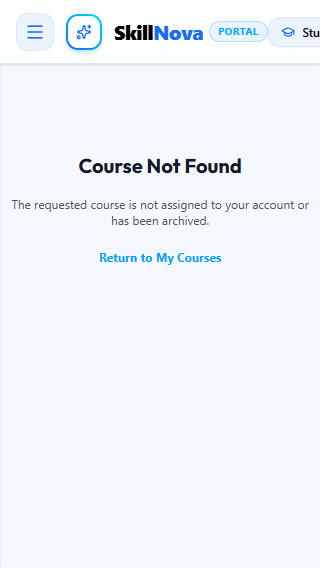 SkillNova PORTAL Stu
Course Not Found
The requested course is not assigned to your account or
has been archived.
Return to My Courses